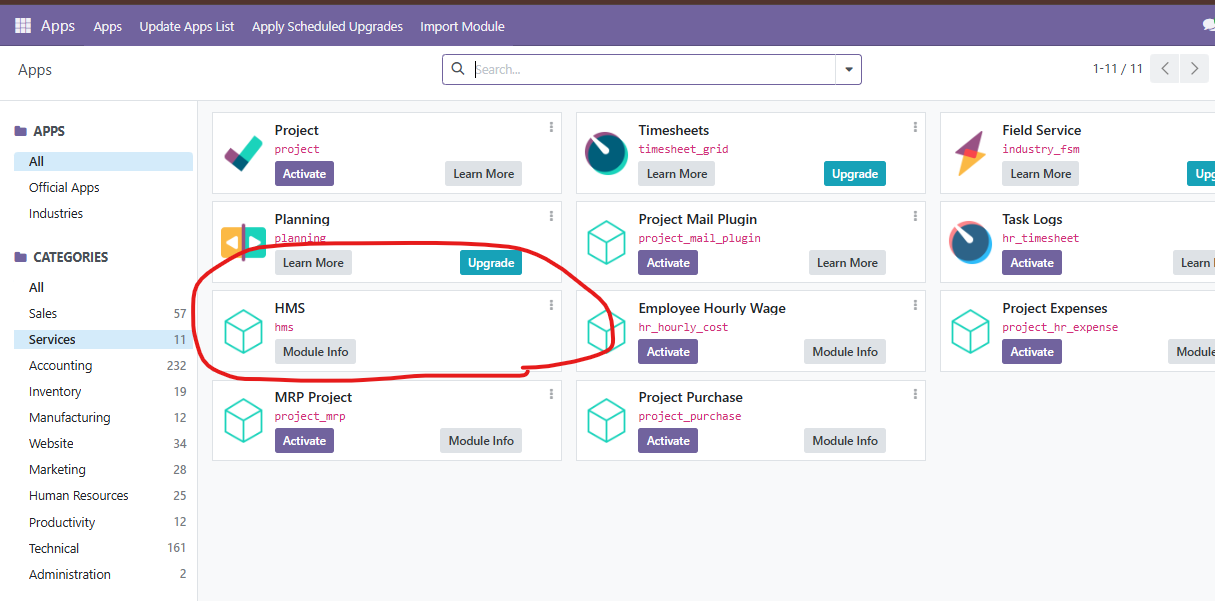 Apps Apps Update Apps List Apply Scheduled Upgrades Import Module
Apps Search... 1-11 / 11
APPS
All
Official Apps
Industries
CATEGORIES
All
Sales 57
Services 11
Accounting 232
Inventory 19
Manufacturing 12
Website 34
Marketing 28
Human Resources 25
Productivity 12
Technical 161
Administration 2
Project
project
Activate Learn More
Timesheets
timesheet_grid
Learn More Upgrade
Field Service
industry_fsm
Learn More Upg
Planning
planning
Learn More Upgrade
Project Mail Plugin
project_mail_plugin
Activate Learn More
Task Logs
hr_timesheet
Activate Learn
HMS
hms
Module Info
Employee Hourly Wage
hr_hourly_cost
Activate Module Info
Project Expenses
project_hr_expense
Activate Module
MRP Project
project_mrp
Activate Module Info
Project Purchase
project_purchase
Activate Module Info